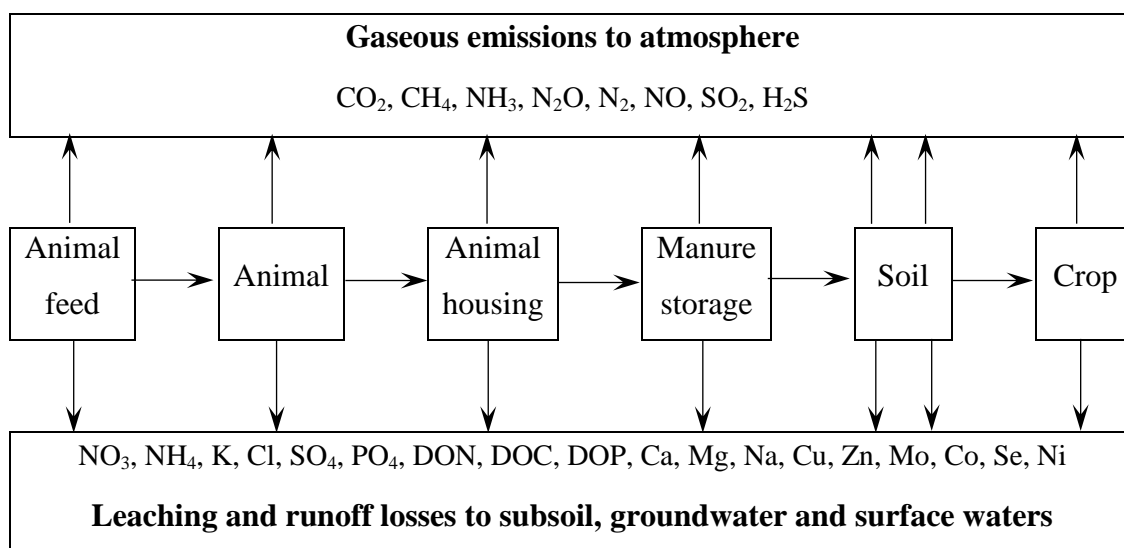 Gaseous emissions to atmosphere
CO₂, CH₄, NH₃, N₂O, N₂, NO, SO₂, H₂S
Animal
feed
Animal
Animal
housing
Manure
storage
Soil
Crop
NO₃, NH₄, K, Cl, SO₄, PO₄, DON, DOC, DOP, Ca, Mg, Na, Cu, Zn, Mo, Co, Se, Ni
Leaching and runoff losses to subsoil, groundwater and surface waters